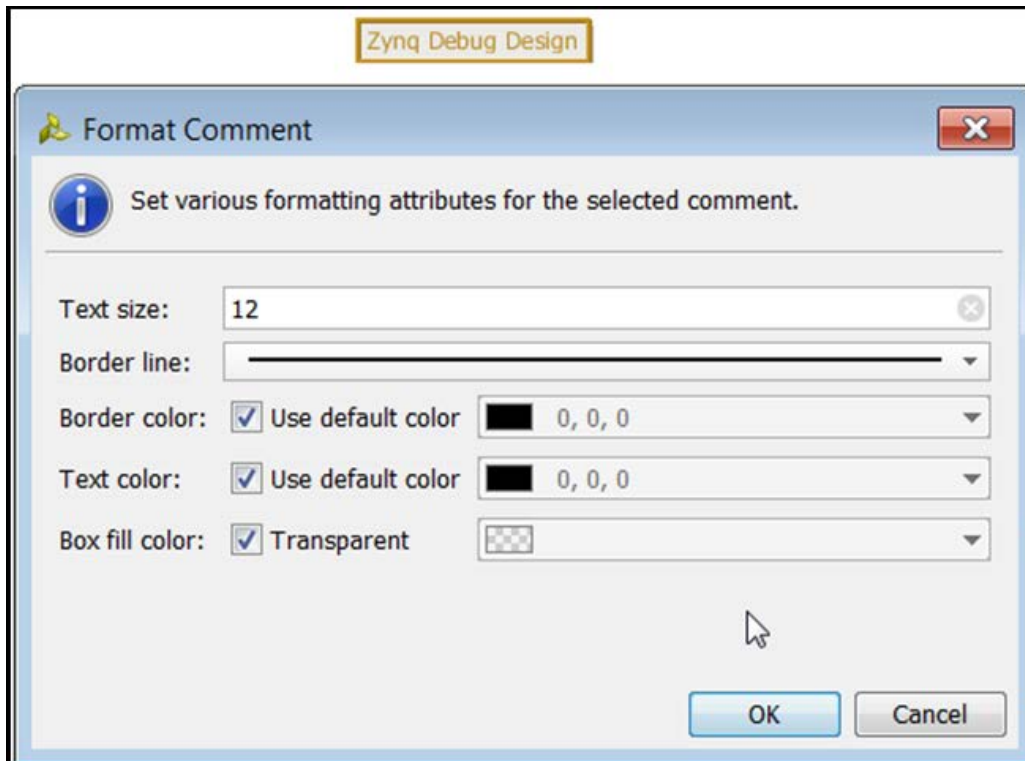 Zynq Debug Design
Format Comment
Set various formatting attributes for the selected comment.
Text size: 12
Border line:
Border color: Use default color 0, 0, 0
Text color: Use default color 0, 0, 0
Box fill color: Transparent
OK Cancel